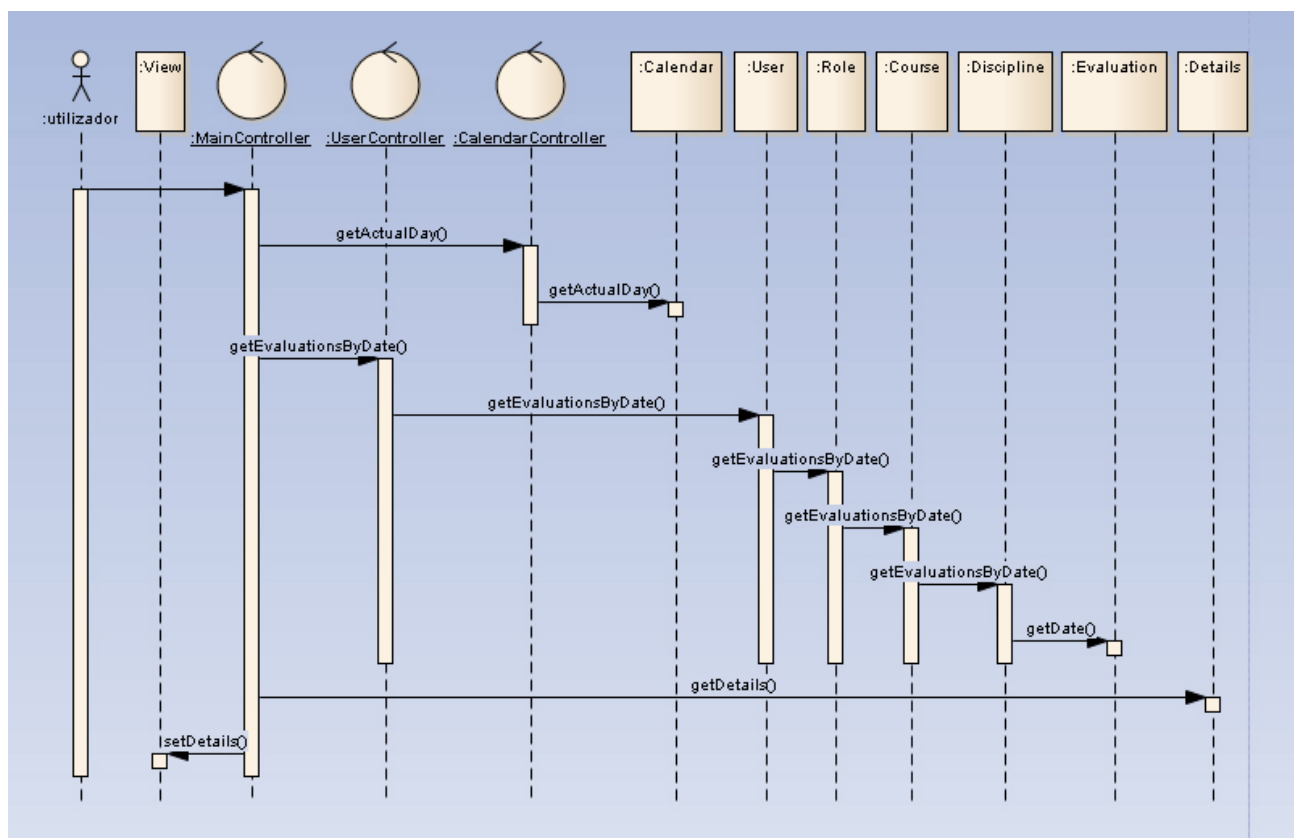 :utilizador
:View
:MainController
:UserController
:CalendarController
:Calendar
:User
:Role
:Course
:Discipline
:Evaluation
:Details
getActualDay()
getActualDay()
getEvaluationsByDate()
getEvaluationsByDate()
getEvaluationsByDate()
getEvaluationsByDate()
getEvaluationsByDate()
getDate()
getDetails()
setDetails()